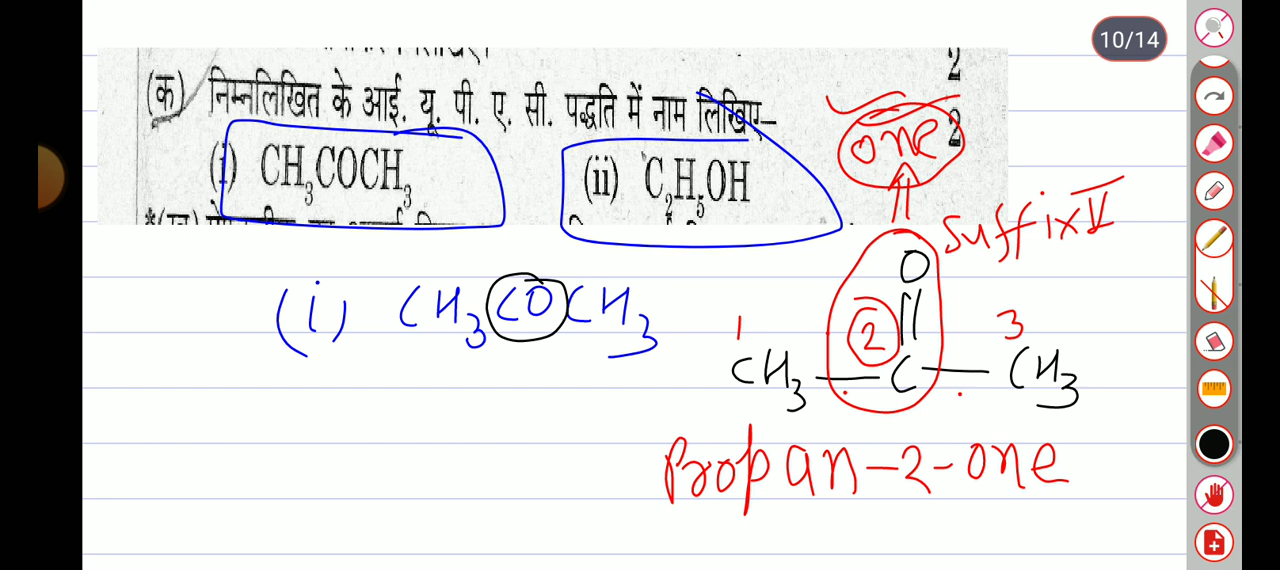 10/14
2
(क) निम्नलिखित के आई. यू. पी. ए. सी. पद्धति में नाम लिखिए– 2
(i) CH₃COCH₃ (ii) C₂H₅OH
one
Suffix II
(i) CH₃COCH₃
O
1 2 3
CH₃ — C — CH₃
Propan-2-one